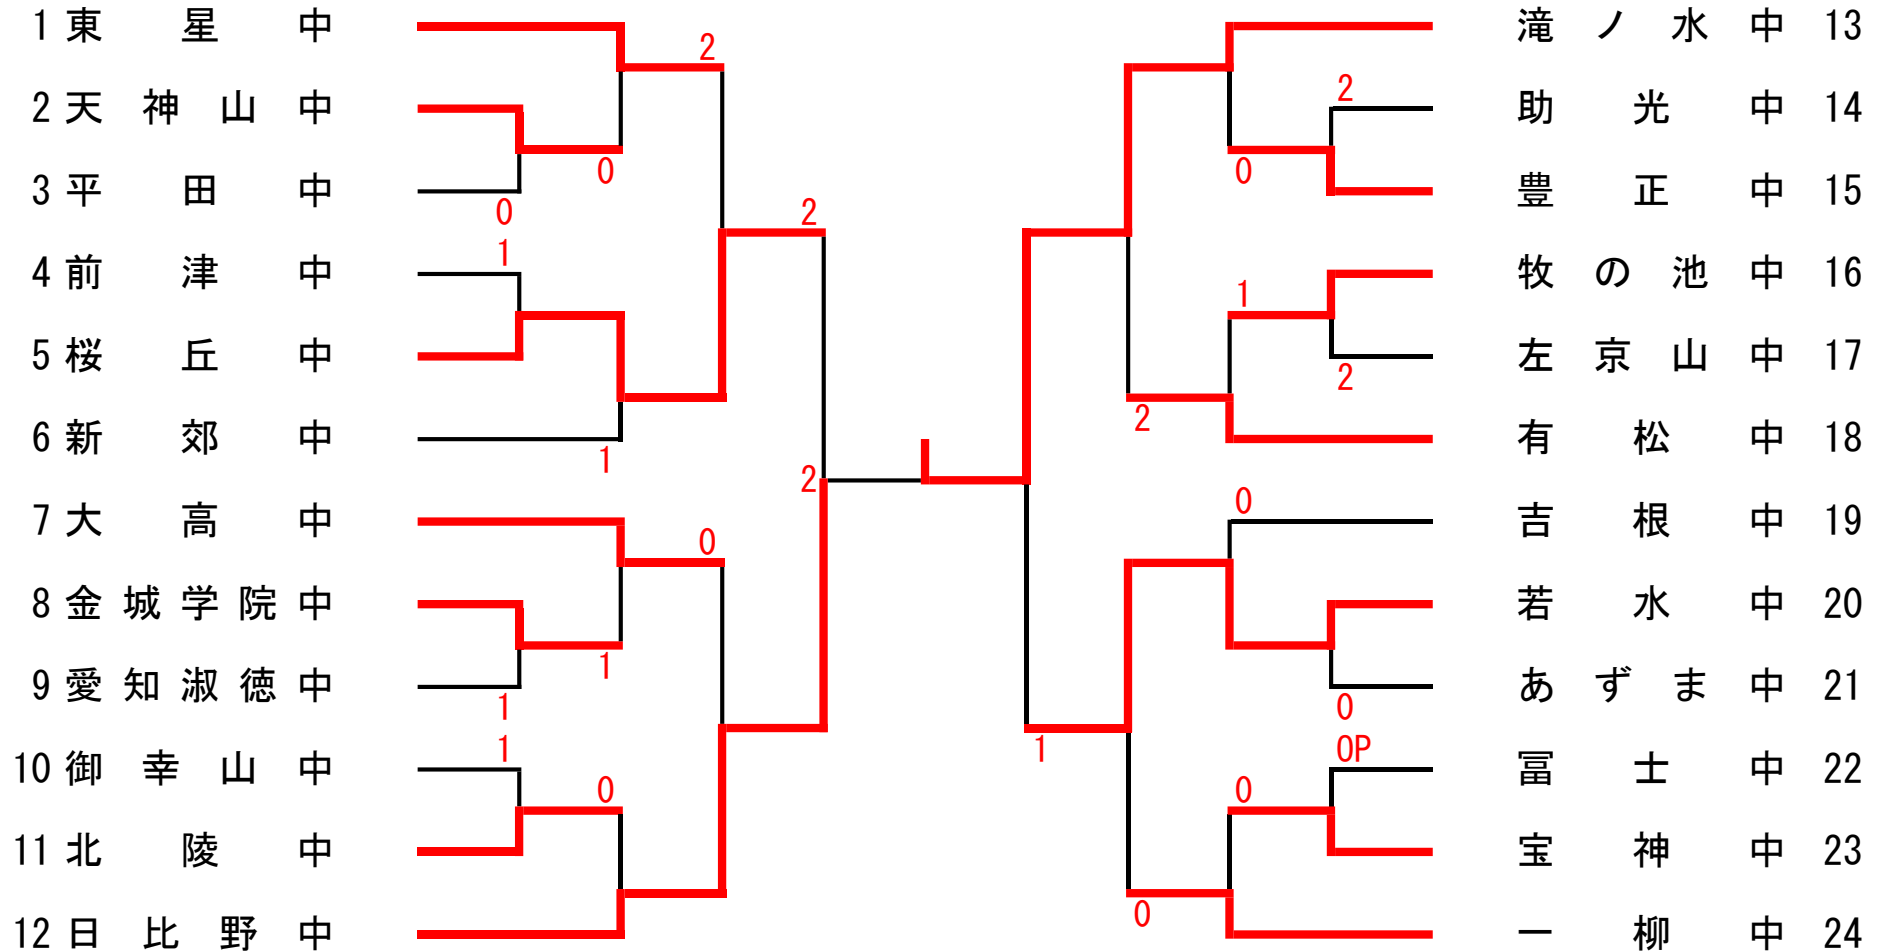 1 東星中
2
滝ノ水中 13
2 天神山中
2
助光中 14
0
0
3 平田中
豊正中 15
0
2
1
4 前津中
牧の池中 16
1
5 桜丘中
左京山中 17
2
2
6 新郊中
有松中 18
1
2
0
7 大高中
吉根中 19
0
8 金城学院中
若水中 20
1
9 愛知淑徳中
あずま中 21
1
0
1
1
0P
10 御幸山中
冨士中 22
0
0
11 北陵中
宝神中 23
0
12 日比野中
一柳中 24